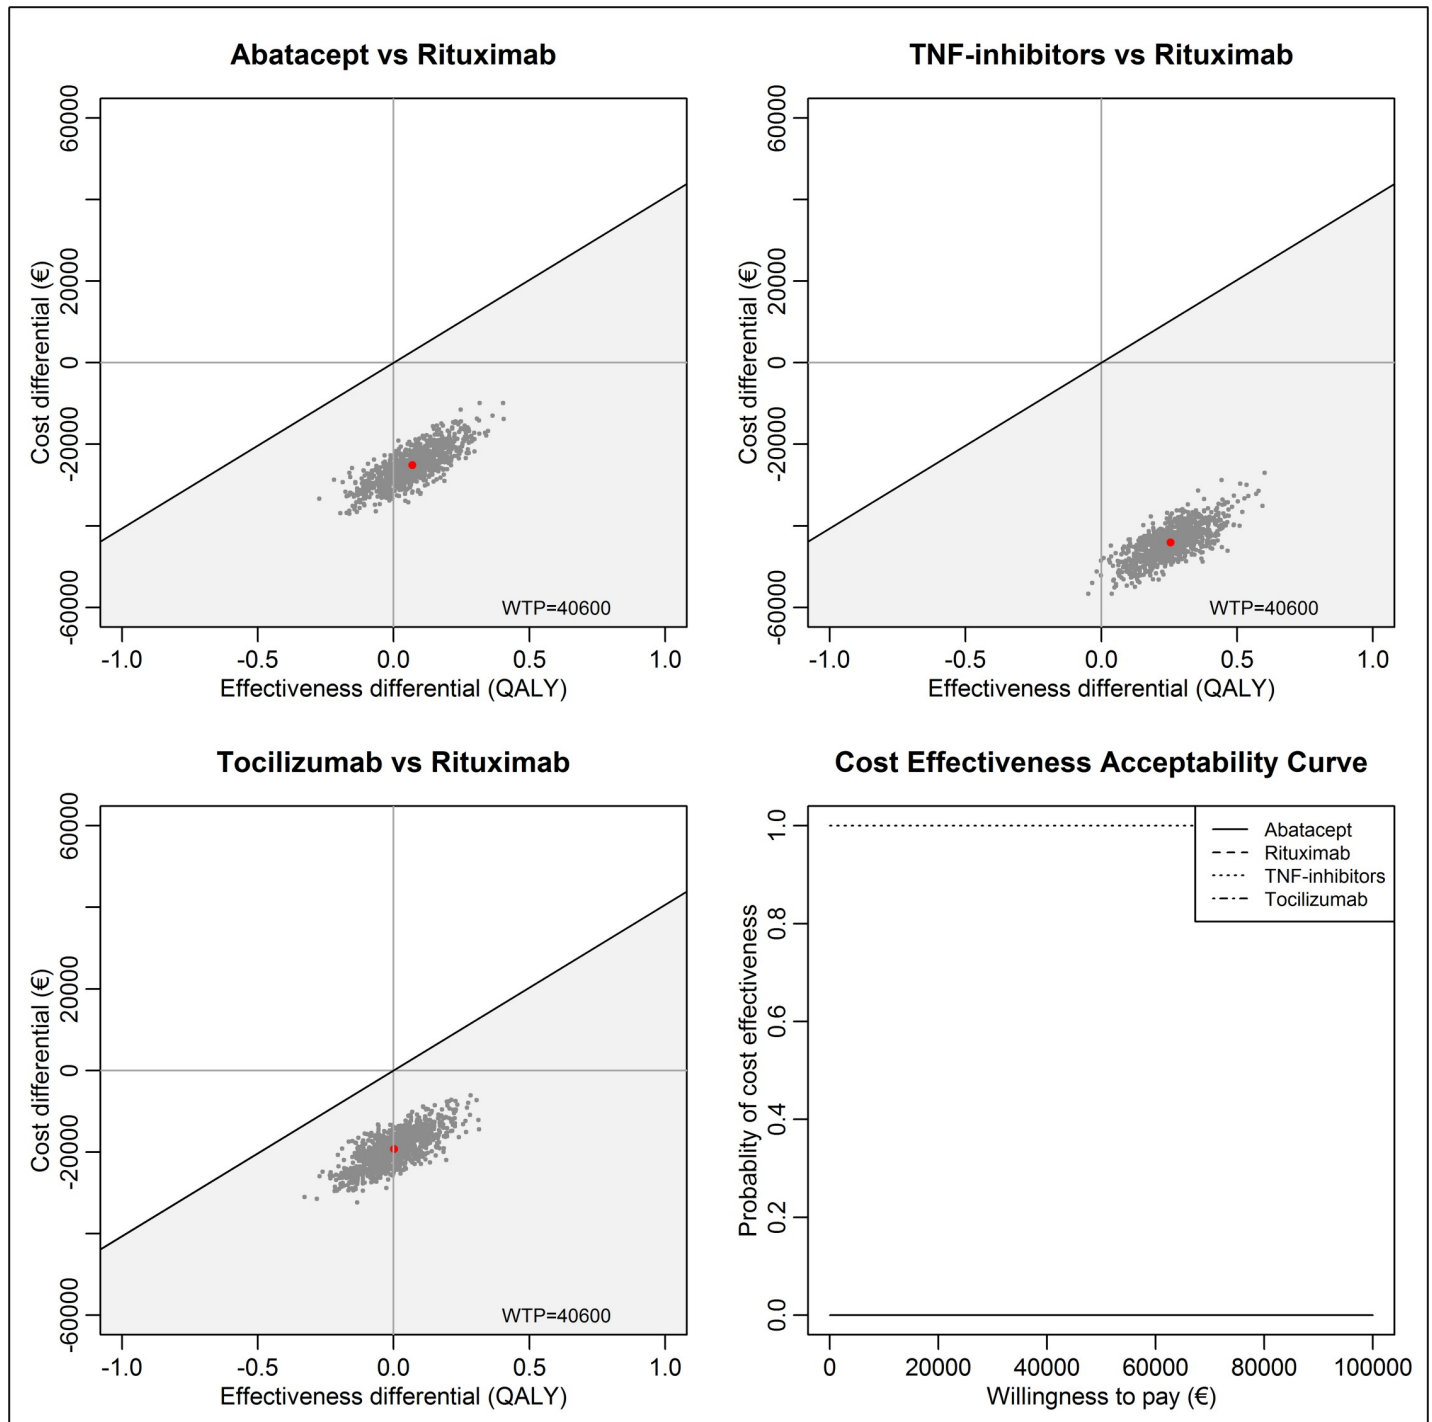 Abatacept vs Rituximab
60000
20000
0
-20000
-60000
Cost differential (€)
WTP=40600
-1.0 -0.5 0.0 0.5 1.0
Effectiveness differential (QALY)
TNF-inhibitors vs Rituximab
60000
20000
0
-20000
-60000
Cost differential (€)
WTP=40600
-1.0 -0.5 0.0 0.5 1.0
Effectiveness differential (QALY)
Tocilizumab vs Rituximab
60000
20000
0
-20000
-60000
Cost differential (€)
WTP=40600
-1.0 -0.5 0.0 0.5 1.0
Effectiveness differential (QALY)
Cost Effectiveness Acceptability Curve
1.0
0.8
0.6
0.4
0.2
0.0
Probablity of cost effectiveness
Abatacept
Rituximab
TNF-inhibitors
Tocilizumab
0 20000 40000 60000 80000 100000
Willingness to pay (€)